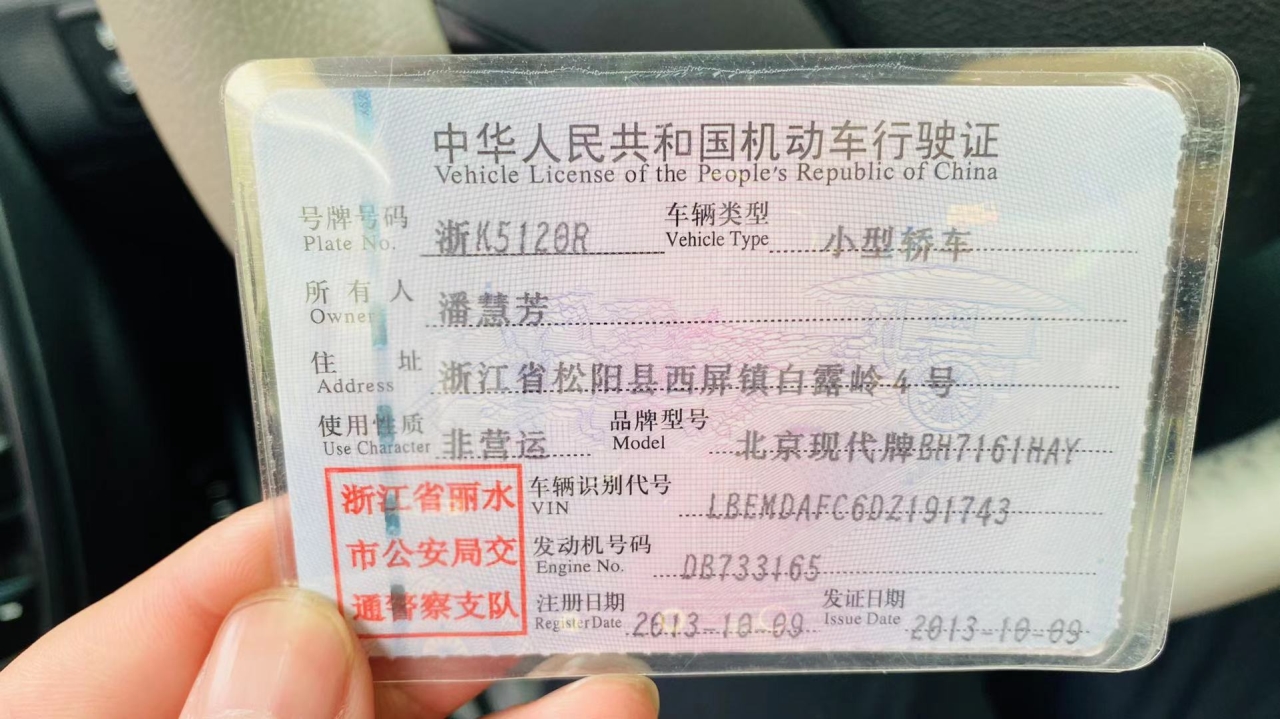 中华人民共和国机动车行驶证
Vehicle License of the People's Republic of China
号牌号码 浙K5120R 车辆类型 小型轿车
Plate No. Vehicle Type
所有人 潘慧芳
Owner
住址 浙江省松阳县西屏镇白露岭4号
Address
使用性质 非营运 品牌型号 北京现代牌BH7161HAY
Use Character Model
浙江省丽水
市公安局交
通警察支队
车辆识别代号 LBEMDAFC6DZ191743
VIN
发动机号码 DB733165
Engine No.
注册日期 2013-10-09 发证日期 2013-10-09
Register Date Issue Date